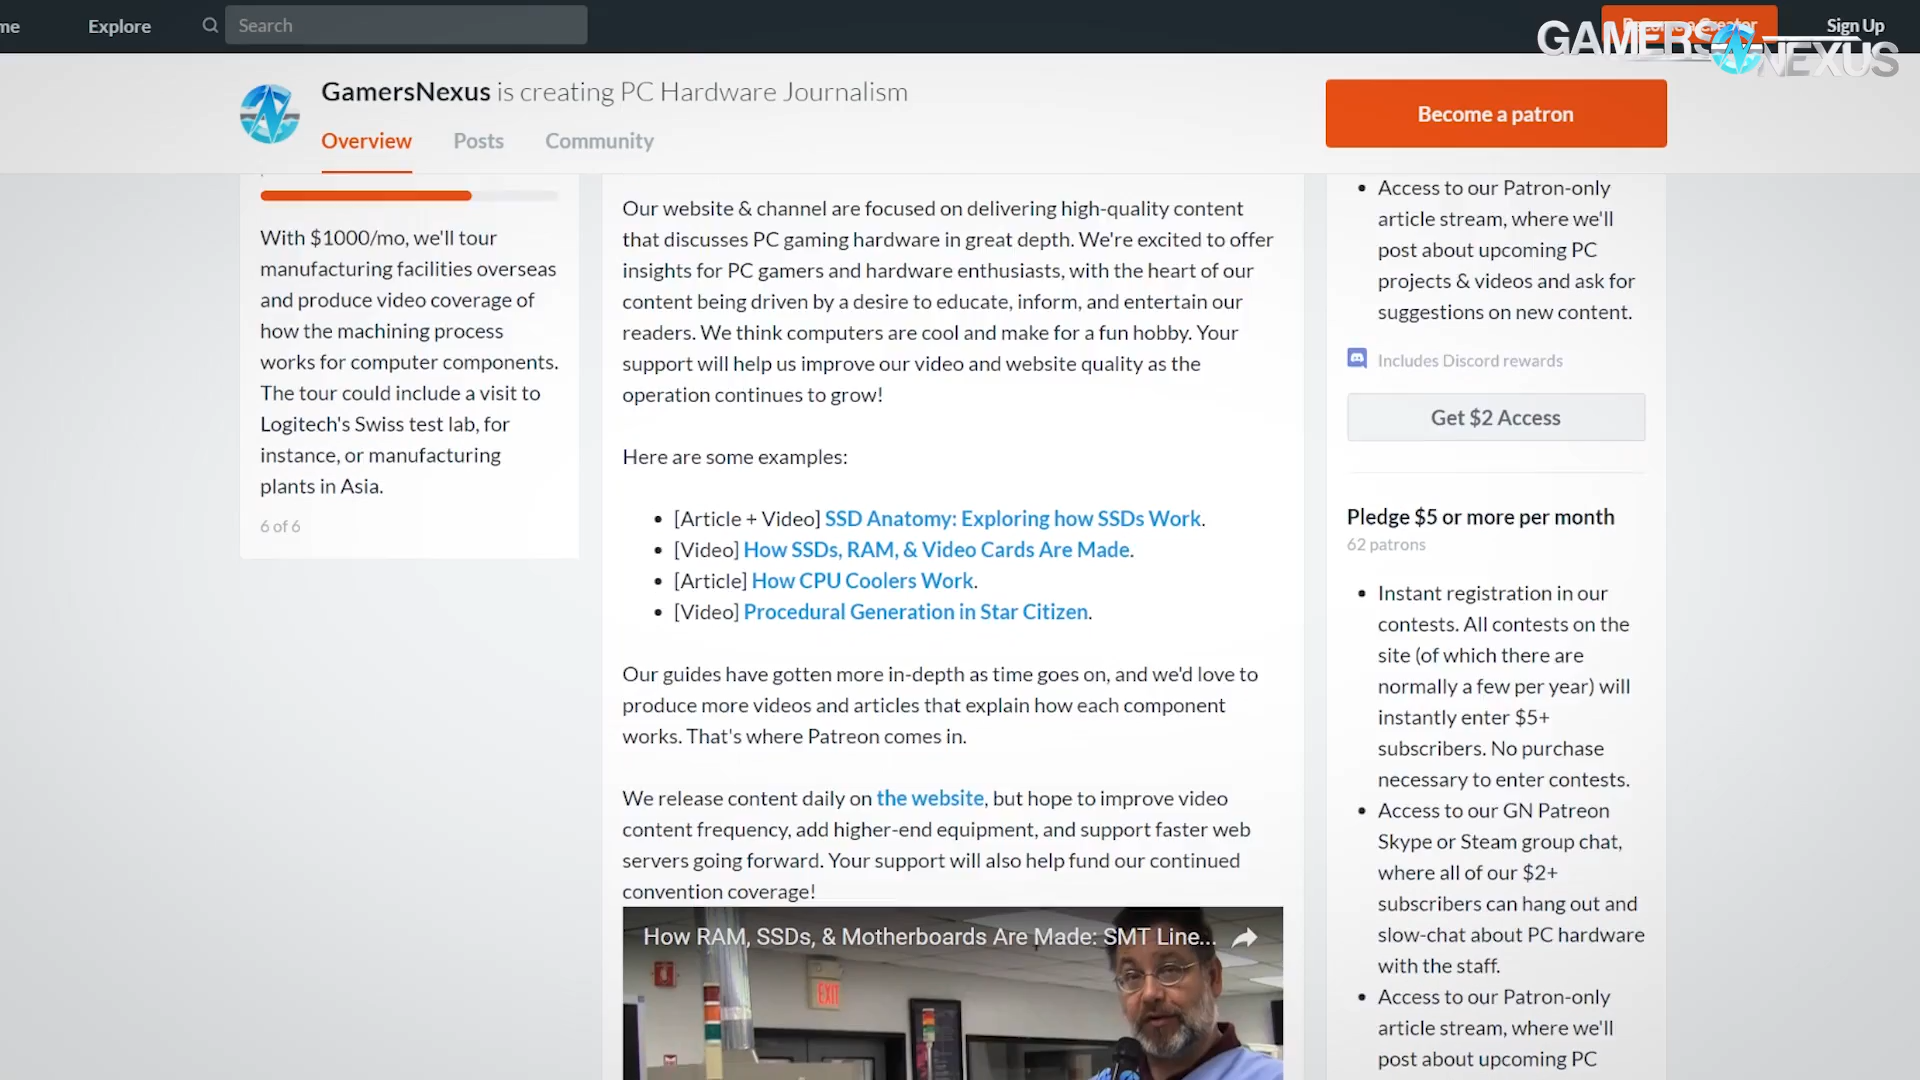 me
Explore
Search
Become a Creator
Sign Up
GAMERS NEXUS
GamersNexus is creating PC Hardware Journalism
Overview
Posts
Community
Become a patron
With $1000/mo, we'll tour
manufacturing facilities overseas
and produce video coverage of
how the machining process
works for computer components.
The tour could include a visit to
Logitech's Swiss test lab, for
instance, or manufacturing
plants in Asia.
6 of 6
Our website & channel are focused on delivering high-quality content
that discusses PC gaming hardware in great depth. We're excited to offer
insights for PC gamers and hardware enthusiasts, with the heart of our
content being driven by a desire to educate, inform, and entertain our
readers. We think computers are cool and make for a fun hobby. Your
support will help us improve our video and website quality as the
operation continues to grow!
Here are some examples:
[Article + Video] SSD Anatomy: Exploring how SSDs Work.
[Video] How SSDs, RAM, & Video Cards Are Made.
[Article] How CPU Coolers Work.
[Video] Procedural Generation in Star Citizen.
Our guides have gotten more in-depth as time goes on, and we'd love to
produce more videos and articles that explain how each component
works. That's where Patreon comes in.
We release content daily on the website, but hope to improve video
content frequency, add higher-end equipment, and support faster web
servers going forward. Your support will also help fund our continued
convention coverage!
How RAM, SSDs, & Motherboards Are Made: SMT Line...
EXIT
Access to our Patron-only
article stream, where we'll
post about upcoming PC
projects & videos and ask for
suggestions on new content.
Includes Discord rewards
Get $2 Access
Pledge $5 or more per month
62 patrons
Instant registration in our
contests. All contests on the
site (of which there are
normally a few per year) will
instantly enter $5+
subscribers. No purchase
necessary to enter contests.
Access to our GN Patreon
Skype or Steam group chat,
where all of our $2+
subscribers can hang out and
slow-chat about PC hardware
with the staff.
Access to our Patron-only
article stream, where we'll
post about upcoming PC